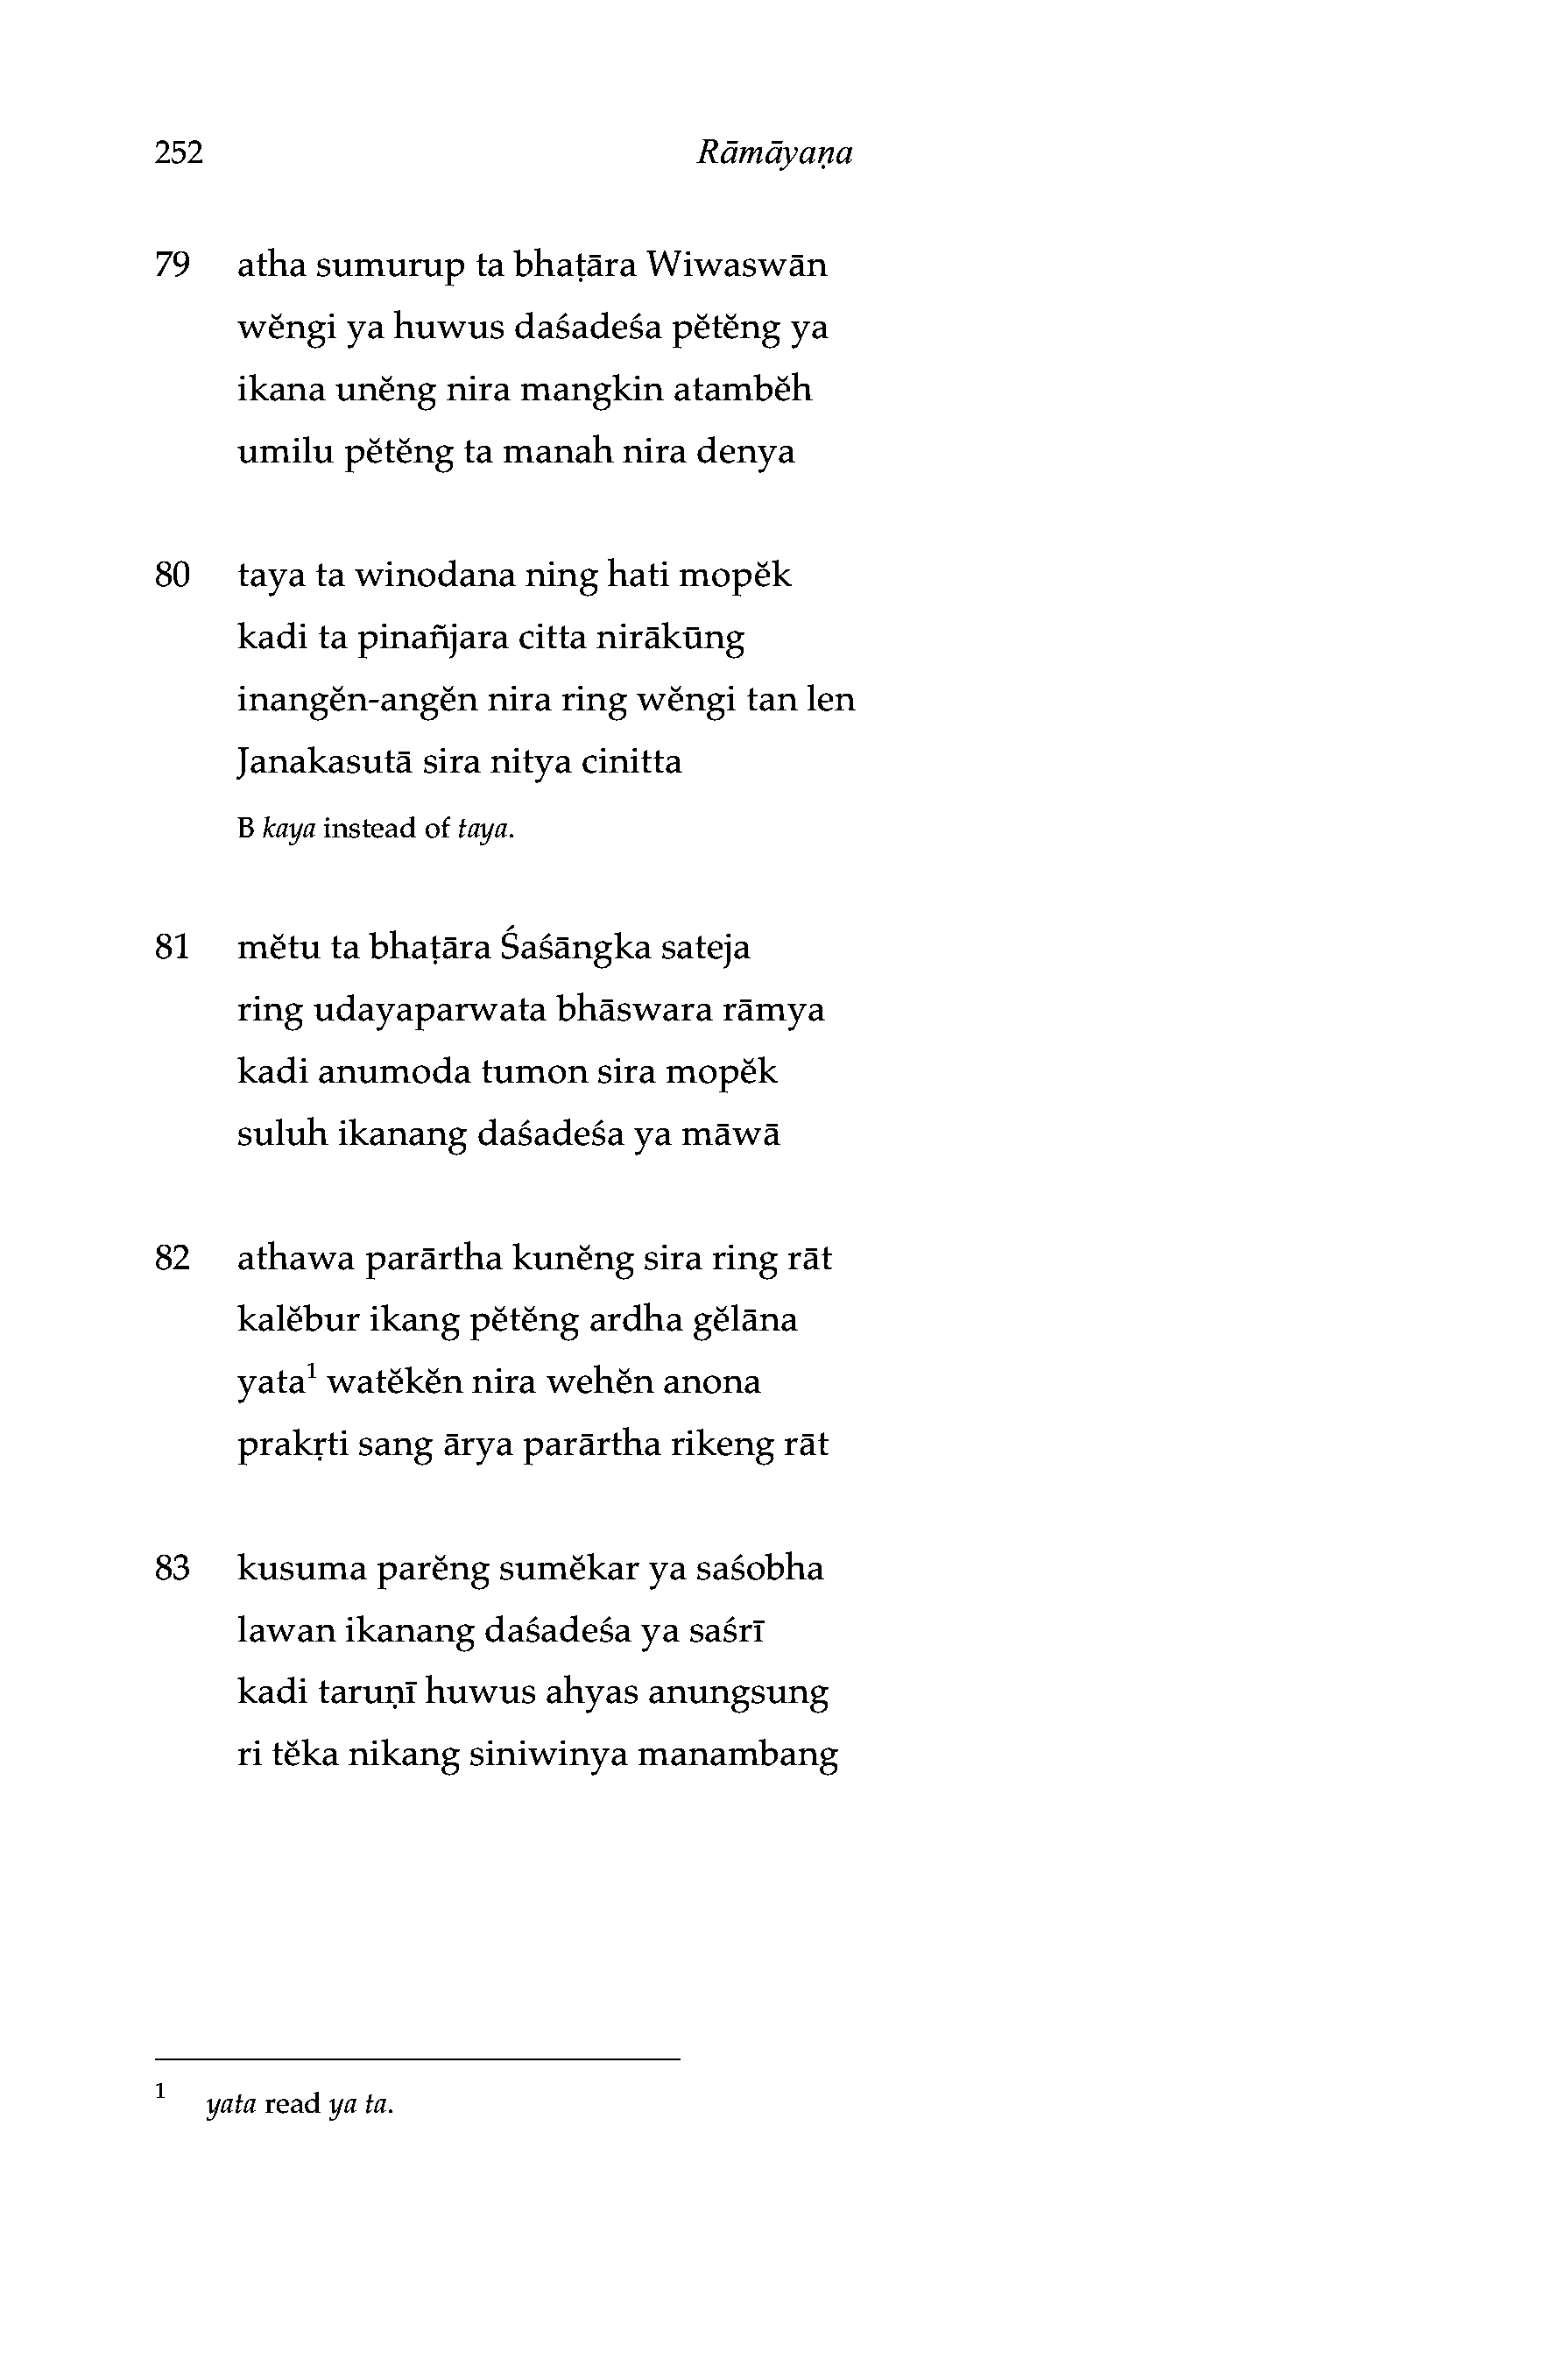 252 Rāmāyaṇa
79 atha sumurup ta bhaṭāra Wiwaswān
wĕngi ya huwus daśadeśa pĕtĕng ya
ikana unĕng nira mangkin atambĕh
umilu pĕtĕng ta manah nira denya
80 taya ta winodana ning hati mopĕk
kadi ta pinañjara citta nirākūng
inangĕn-angĕn nira ring wĕngi tan len
Janakasutā sira nitya cinitta
B kaya instead of taya.
81 mĕtu ta bhaṭāra Śaśāngka sateja
ring udayaparwata bhāswara rāmya
kadi anumoda tumon sira mopĕk
suluh ikanang daśadeśa ya māwā
82 athawa parārtha kunĕng sira ring rāt
kalĕbur ikang pĕtĕng ardha gĕlāna
yata¹ watĕkĕn nira wehĕn anona
prakṛti sang ārya parārtha rikeng rāt
83 kusuma parĕng sumĕkar ya saśobha
lawan ikanang daśadeśa ya saśrī
kadi taruṇī huwus ahyas anungsung
ri tĕka nikang siniwinya manambang
¹ yata read ya ta.